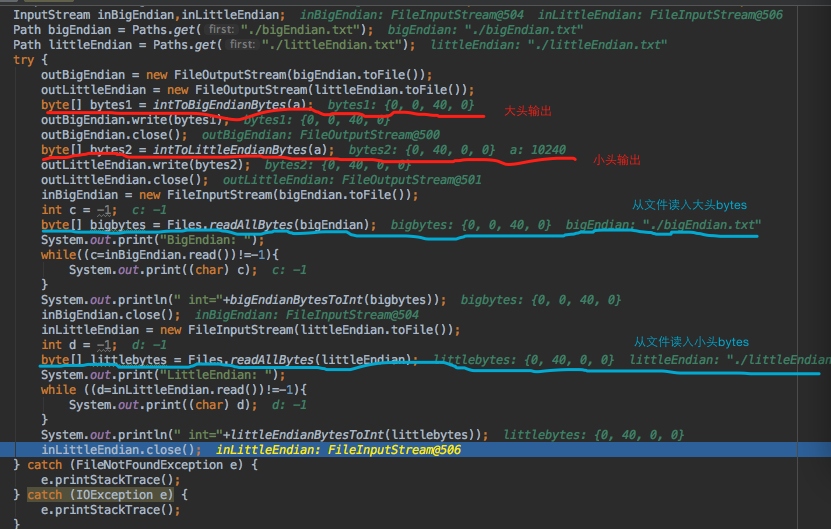 InputStream inBigEndian,inLittleEndian;  inBigEndian: FileInputStream@504  inLittleEndian: FileInputStream@506
Path bigEndian = Paths.get( first: "./bigEndian.txt");  bigEndian: "./bigEndian.txt"
Path littleEndian = Paths.get( first: "./littleEndian.txt");  littleEndian: "./littleEndian.txt"
try {
outBigEndian = new FileOutputStream(bigEndian.toFile());
outLittleEndian = new FileOutputStream(littleEndian.toFile());
byte[] bytes1 = intToBigEndianBytes(a);  bytes1: {0, 0, 40, 0}  大头输出
outBigEndian.write(bytes1);  bytes1: {0, 0, 40, 0}
outBigEndian.close();  outBigEndian: FileOutputStream@500
byte[] bytes2 = intToLittleEndianBytes(a);  bytes2: {0, 40, 0, 0}  a: 10240  小头输出
outLittleEndian.write(bytes2);  bytes2: {0, 40, 0, 0}
outLittleEndian.close();  outLittleEndian: FileOutputStream@501
inBigEndian = new FileInputStream(bigEndian.toFile());
int c = -1;  c: -1  从文件读入大头bytes
byte[] bigbytes = Files.readAllBytes(bigEndian);  bigbytes: {0, 0, 40, 0}  bigEndian: "./bigEndian.txt"
System.out.print("BigEndian: ");
while((c=inBigEndian.read())!=-1){
System.out.print((char) c);  c: -1
}
System.out.println(" int="+bigEndianBytesToInt(bigbytes));  bigbytes: {0, 0, 40, 0}
inBigEndian.close();  inBigEndian: FileInputStream@504
inLittleEndian = new FileInputStream(littleEndian.toFile());
int d = -1;  d: -1  从文件读入小头bytes
byte[] littlebytes = Files.readAllBytes(littleEndian);  littlebytes: {0, 40, 0, 0}  littleEndian: "./littleEndian
System.out.print("LittleEndian: ");
while ((d=inLittleEndian.read())!=-1){
System.out.print((char) d);  d: -1
}
System.out.println(" int="+littleEndianBytesToInt(littlebytes));  littlebytes: {0, 40, 0, 0}
inLittleEndian.close();  inLittleEndian: FileInputStream@506
} catch (FileNotFoundException e) {
e.printStackTrace();
} catch (IOException e) {
e.printStackTrace();
}